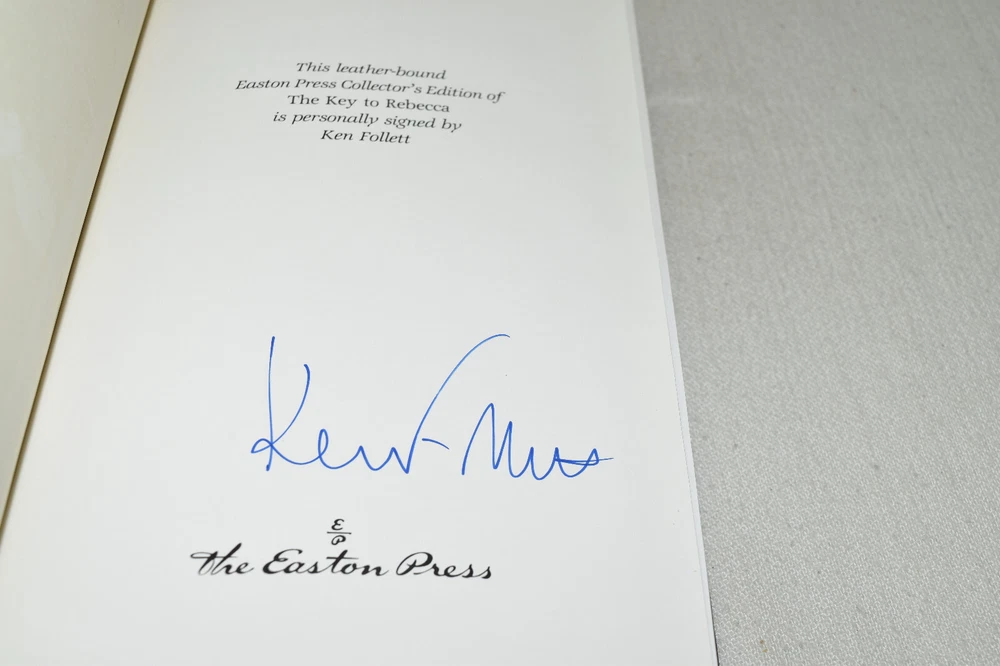 This leather-bound
Easton Press Collector's Edition of
The Key to Rebecca
is personally signed by
Ken Follett
Ken
E
P
the Easton Press